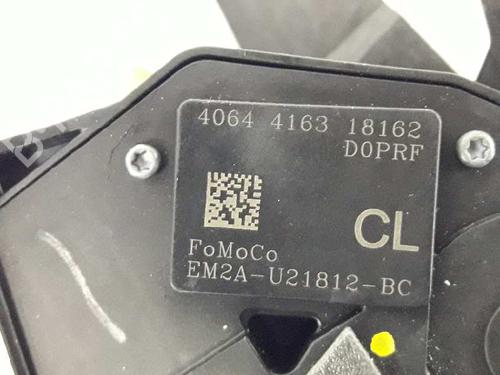 4064 4163 18162
D0PRF
CL
FoMoCo
EM2A-U21812-BC